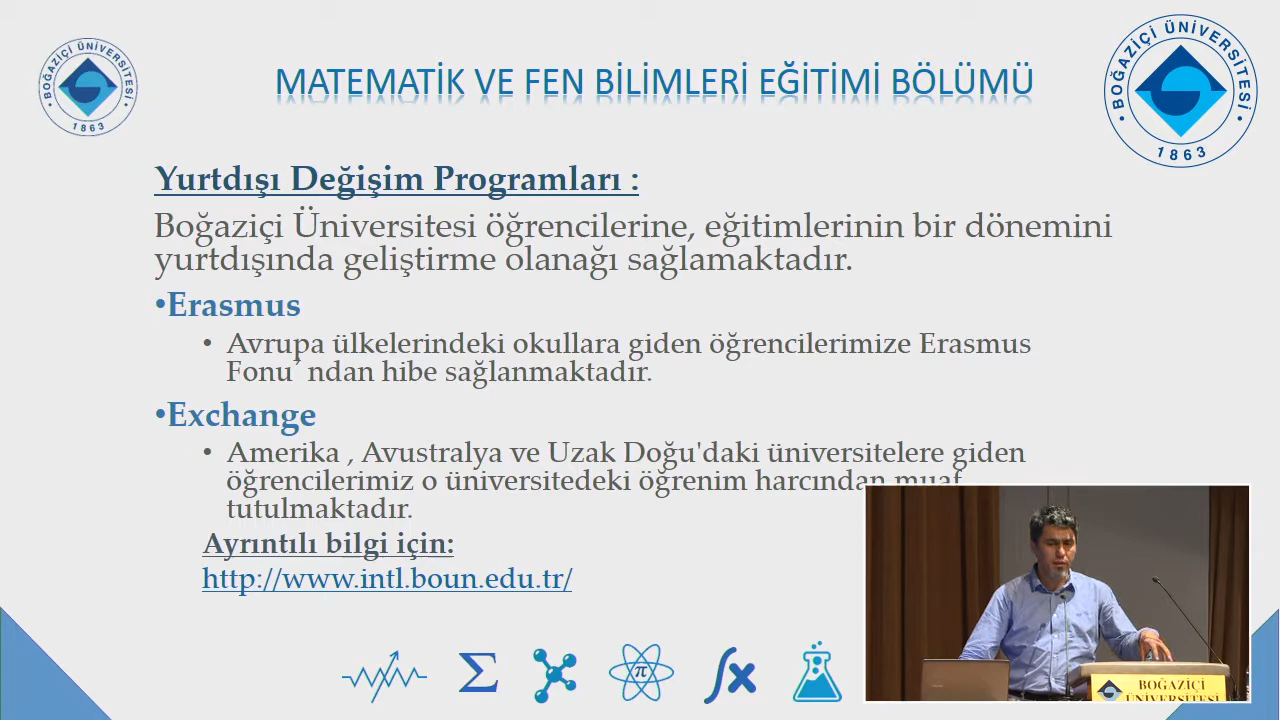 BOĞAZİÇİ ÜNİVERSİTESİ
1863
MATEMATİK VE FEN BİLİMLERİ EĞİTİMİ BÖLÜMÜ
BOĞAZİÇİ ÜNİVERSİTESİ
1863
Yurtdışı Değişim Programları :
Boğaziçi Üniversitesi öğrencilerine, eğitimlerinin bir dönemini
yurtdışında geliştirme olanağı sağlamaktadır.
•Erasmus
• Avrupa ülkelerindeki okullara giden öğrencilerimize Erasmus
Fonu’ ndan hibe sağlanmaktadır.
•Exchange
• Amerika , Avustralya ve Uzak Doğu'daki üniversitelere giden
öğrencilerimiz o üniversitedeki öğrenim harcından muaf
tutulmaktadır.
Ayrıntılı bilgi için:
http://www.intl.boun.edu.tr/
Σ
π
∫x
BOĞAZİÇİ
ÜNİVERSİTESİ